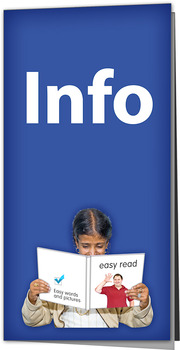 Info
easy read
Easy words
and pictures